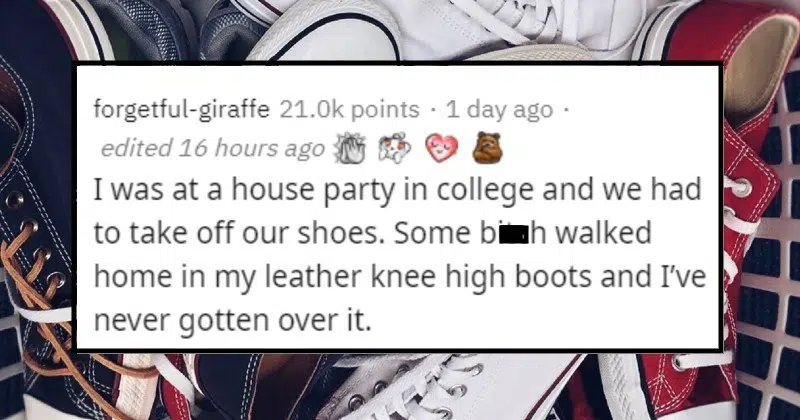 forgetful-giraffe 21.0k points · 1 day ago ·
edited 16 hours ago
I was at a house party in college and we had
to take off our shoes. Some bi██h walked
home in my leather knee high boots and I've
never gotten over it.